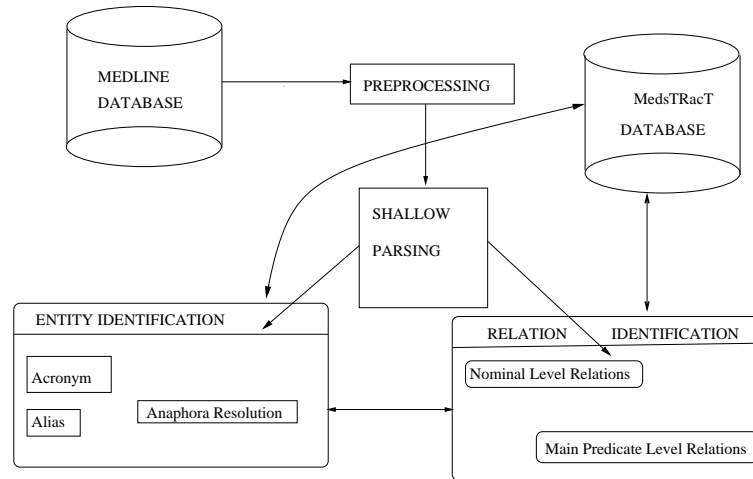 MEDLINE
DATABASE
PREPROCESSING
MedsTRacT
DATABASE
SHALLOW
PARSING
ENTITY IDENTIFICATION
Acronym
Alias
Anaphora Resolution
RELATION IDENTIFICATION
Nominal Level Relations
Main Predicate Level Relations